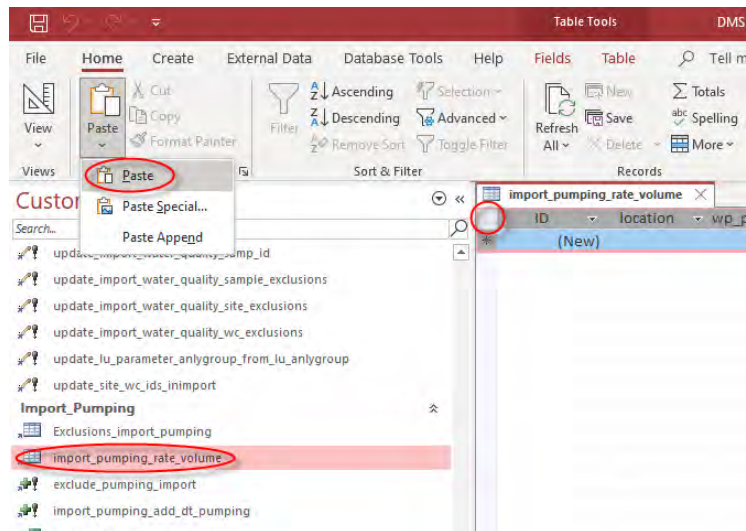 Table Tools DMS
File Home Create External Data Database Tools Help Fields Table Tell m
View
Paste
Cut
Copy
Format Painter
Filter
Ascending
Descending
Remove Sort
Selection
Advanced
Toggle Filter
Refresh All
New
Save
Delete
Totals
Spelling
More
Views Sort & Filter Records
Paste
Paste Special...
Paste Append
Custo
Search...
update_import_water_quality_samp_id
update_import_water_quality_sample_exclusions
update_import_water_quality_site_exclusions
update_import_water_quality_wc_exclusions
update_lu_parameter_anlygroup_from_lu_anlygroup
update_site_wc_ids_inimport
Import_Pumping
Exclusions_import_pumping
import_pumping_rate_volume
exclude_pumping_import
import_pumping_add_dt_pumping
import_pumping_rate_volume
ID location wp_p
(New)